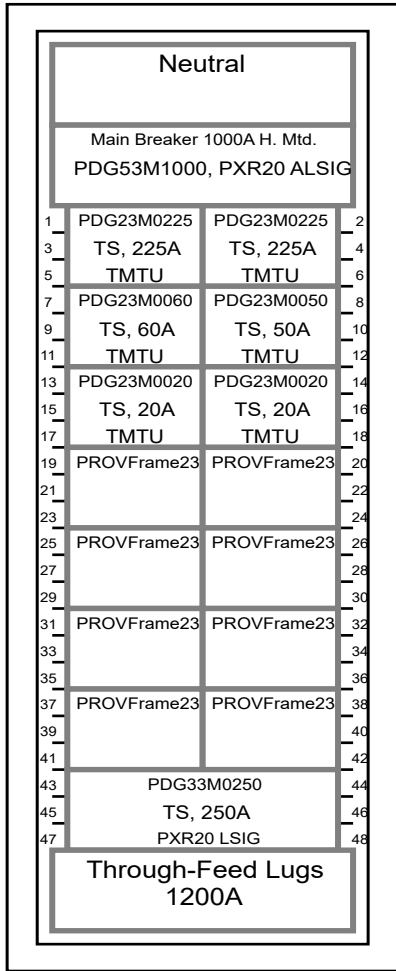 Neutral
Main Breaker 1000A H. Mtd.
PDG53M1000, PXR20 ALSIG
1 PDG23M0225 PDG23M0225 2
3 TS, 225A TS, 225A 4
5 TMTU TMTU 6
7 PDG23M0060 PDG23M0050 8
9 TS, 60A TS, 50A 10
11 TMTU TMTU 12
13 PDG23M0020 PDG23M0020 14
15 TS, 20A TS, 20A 16
17 TMTU TMTU 18
19 PROVFrame23 PROVFrame23 20
21 22
23 24
25 PROVFrame23 PROVFrame23 26
27 28
29 30
31 PROVFrame23 PROVFrame23 32
33 34
35 36
37 PROVFrame23 PROVFrame23 38
39 40
41 42
43 PDG33M0250 44
45 TS, 250A 46
47 PXR20 LSIG 48
Through-Feed Lugs
1200A